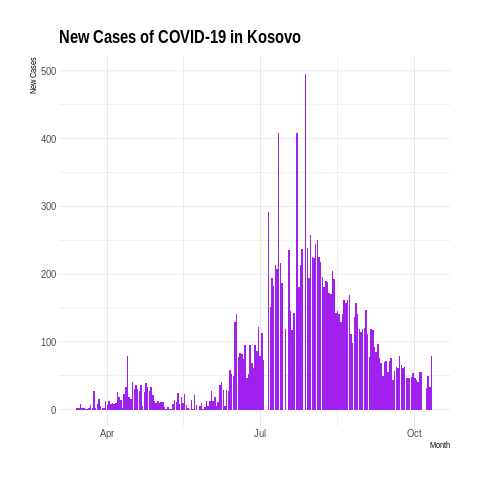 New Cases of COVID-19 in Kosovo
New Cases
500
400
300
200
100
0
Apr
Jul
Oct
Month